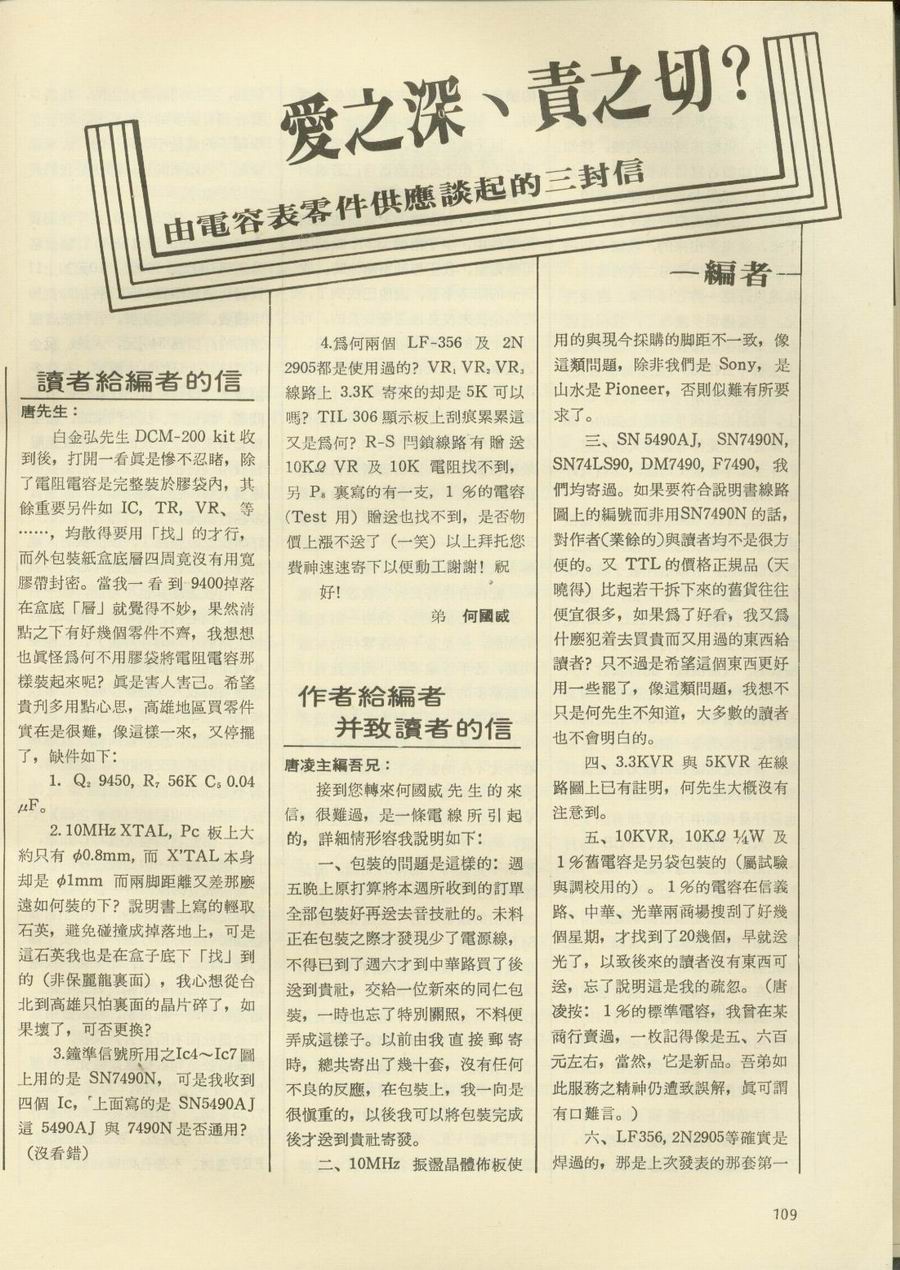 愛之深、責之切?
由電容表零件供應談起的三封信
—編者—
讀者給編者的信
唐先生:
白金弘先生 DCM-200 kit 收
到後,打開一看眞是慘不忍睹,除
了電阻電容是完整裝於膠袋內,其
餘重要另件如 IC, TR, VR、等
……,均散得要用「找」的才行,
而外包裝紙盒底層四周竟沒有用寬
膠帶封密。當我一看到 9400掉落
在盒底「層」就覺得不妙,果然清
點之下有好幾個零件不齊,我想想
也眞怪爲何不用膠袋將電阻電容那
樣裝起來呢?眞是害人害己。希望
貴刋多用點心思,高雄地區買零件
實在是很難,像這樣一來,又停擺
了,缺件如下:
1. Q₂ 9450, R₇ 56K C₅ 0.04
μF。
2. 10MHz XTAL, Pc 板上大
約只有 φ0.8mm, 而 X'TAL 本身
却是 φ1mm 而兩脚距離又差那麽
遠如何裝的下?說明書上寫的輕取
石英,避免碰撞成掉落地上,可是
這石英我也是在盒子底下「找」到
的(非保麗龍裏面),我心想從台
北到高雄只怕裏面的晶片碎了,如
果壞了,可否更換?
3.鐘準信號所用之Ic4～Ic7圖
上用的是 SN7490N, 可是我收到
四個 Ic,「上面寫的是 SN5490AJ
這 5490AJ 與 7490N 是否通用?
(沒看錯)
4.爲何兩個 LF-356 及 2N
2905都是使用過的? VR₁ VR₂ VR₃
線路上 3.3K 寄來的却是 5K 可以
嗎? TIL 306 顯示板上刮痕累累這
又是爲何? R-S 閂鎖線路有贈送
10KΩ VR 及 10K 電阻找不到,
另 P₈ 裏寫的有一支,1 %的電容
(Test 用)贈送也找不到,是否物
價上漲不送了(一笑)以上拜托您
費神速速寄下以便動工謝謝!祝
好!
弟 何國威
作者給編者
并致讀者的信
唐凌主編吾兄:
接到您轉來何國威先生的來
信,很難過,是一條電線所引起
的,詳細情形容我說明如下:
一、包裝的問題是這樣的:週
五晚上原打算將本週所收到的訂單
全部包裝好再送去音技社的。未料
正在包裝之際才發現少了電源線,
不得已到了週六才到中華路買了後
送到貴社,交給一位新來的同仁包
裝,一時也忘了特別關照,不料便
弄成這樣子。以前由我直接郵寄
時,總共寄出了幾十套,沒有任何
不良的反應,在包裝上,我一向是
很慎重的,以後我可以將包裝完成
後才送到貴社寄發。
二、10MHz 振盪晶體佈板使
用的與現今採購的脚距不一致,像
這類問題,除非我們是 Sony,是
山水是 Pioneer,否則似難有所要
求了。
三、SN 5490AJ, SN7490N,
SN74LS90, DM7490, F7490, 我
們均寄過。如果要符合說明書線路
圖上的編號而非用SN7490N 的話,
對作者(業餘的)與讀者均不是很方
便的。又 TTL 的價格正規品(天
曉得)比起若干拆下來的舊貨往往
便宜很多,如果爲了好看,我又爲
什麽犯着去買貴而又用過的東西給
讀者?只不過是希望這個東西更好
用一些罷了,像這類問題,我想不
只是何先生不知道,大多數的讀者
也不會明白的。
四、3.3KVR 與 5KVR 在線
路圖上已有註明,何先生大槪沒有
注意到。
五、10KVR, 10KΩ ¼W 及
1 %舊電容是另袋包裝的(屬試驗
與調校用的)。1 %的電容在信義
路、中華、光華兩商場搜刮了好幾
個星期,才找到了20幾個,早就送
光了,以致後來的讀者沒有東西可
送,忘了說明這是我的疏忽。(唐
凌按:1 %的標準電容,我曾在某
商行賣過,一枚記得像是五、六百
元左右,當然,它是新品。吾弟如
此服務之精神仍遭致誤解,眞可謂
有口難言。)
六、LF356, 2N2905等確實是
焊過的,那是上次發表的那套第一
109